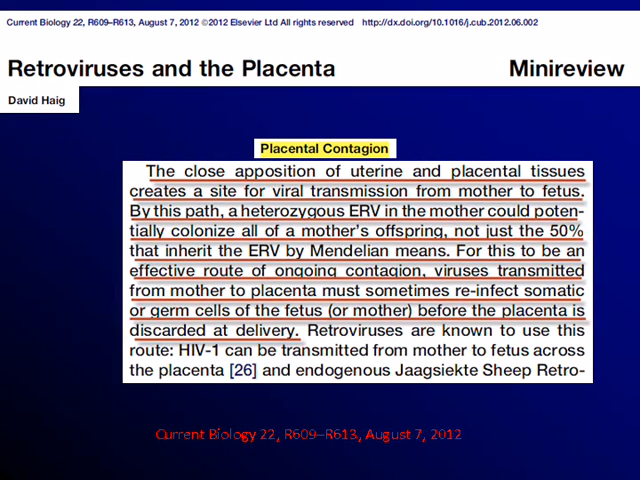 Current Biology 22, R609–R613, August 7, 2012 ©2012 Elsevier Ltd All rights reserved http://dx.doi.org/10.1016/j.cub.2012.06.002
Retroviruses and the Placenta Minireview
David Haig
Placental Contagion
The close apposition of uterine and placental tissues
creates a site for viral transmission from mother to fetus.
By this path, a heterozygous ERV in the mother could poten-
tially colonize all of a mother's offspring, not just the 50%
that inherit the ERV by Mendelian means. For this to be an
effective route of ongoing contagion, viruses transmitted
from mother to placenta must sometimes re-infect somatic
or germ cells of the fetus (or mother) before the placenta is
discarded at delivery. Retroviruses are known to use this
route: HIV-1 can be transmitted from mother to fetus across
the placenta [26] and endogenous Jaagsiekte Sheep Retro-
Current Biology 22, R609–R613, August 7, 2012